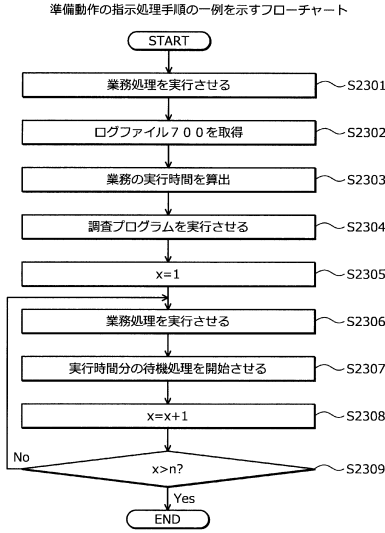 準備動作の指示処理手順の一例を示すフローチャート
START
業務処理を実行させる
S2301
ログファイル７００を取得
S2302
業務の実行時間を算出
S2303
調査プログラムを実行させる
S2304
x=1
S2305
業務処理を実行させる
S2306
実行時間分の待機処理を開始させる
S2307
x=x+1
S2308
No
x>n?
S2309
Yes
END